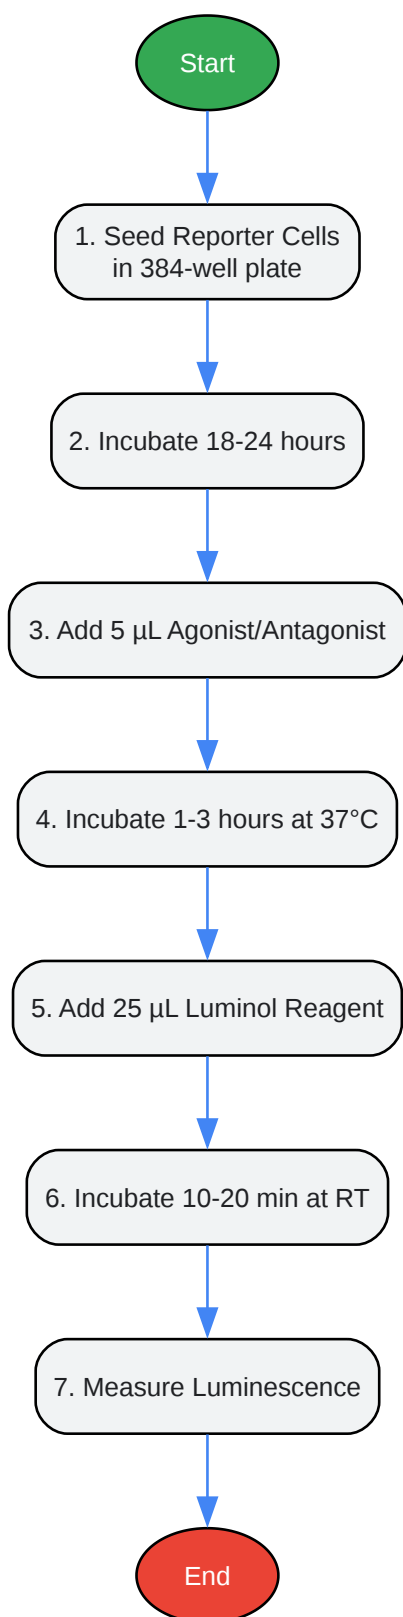 Start
1. Seed Reporter Cells
in 384-well plate
2. Incubate 18-24 hours
3. Add 5 µL Agonist/Antagonist
4. Incubate 1-3 hours at 37°C
5. Add 25 µL Luminol Reagent
6. Incubate 10-20 min at RT
7. Measure Luminescence
End